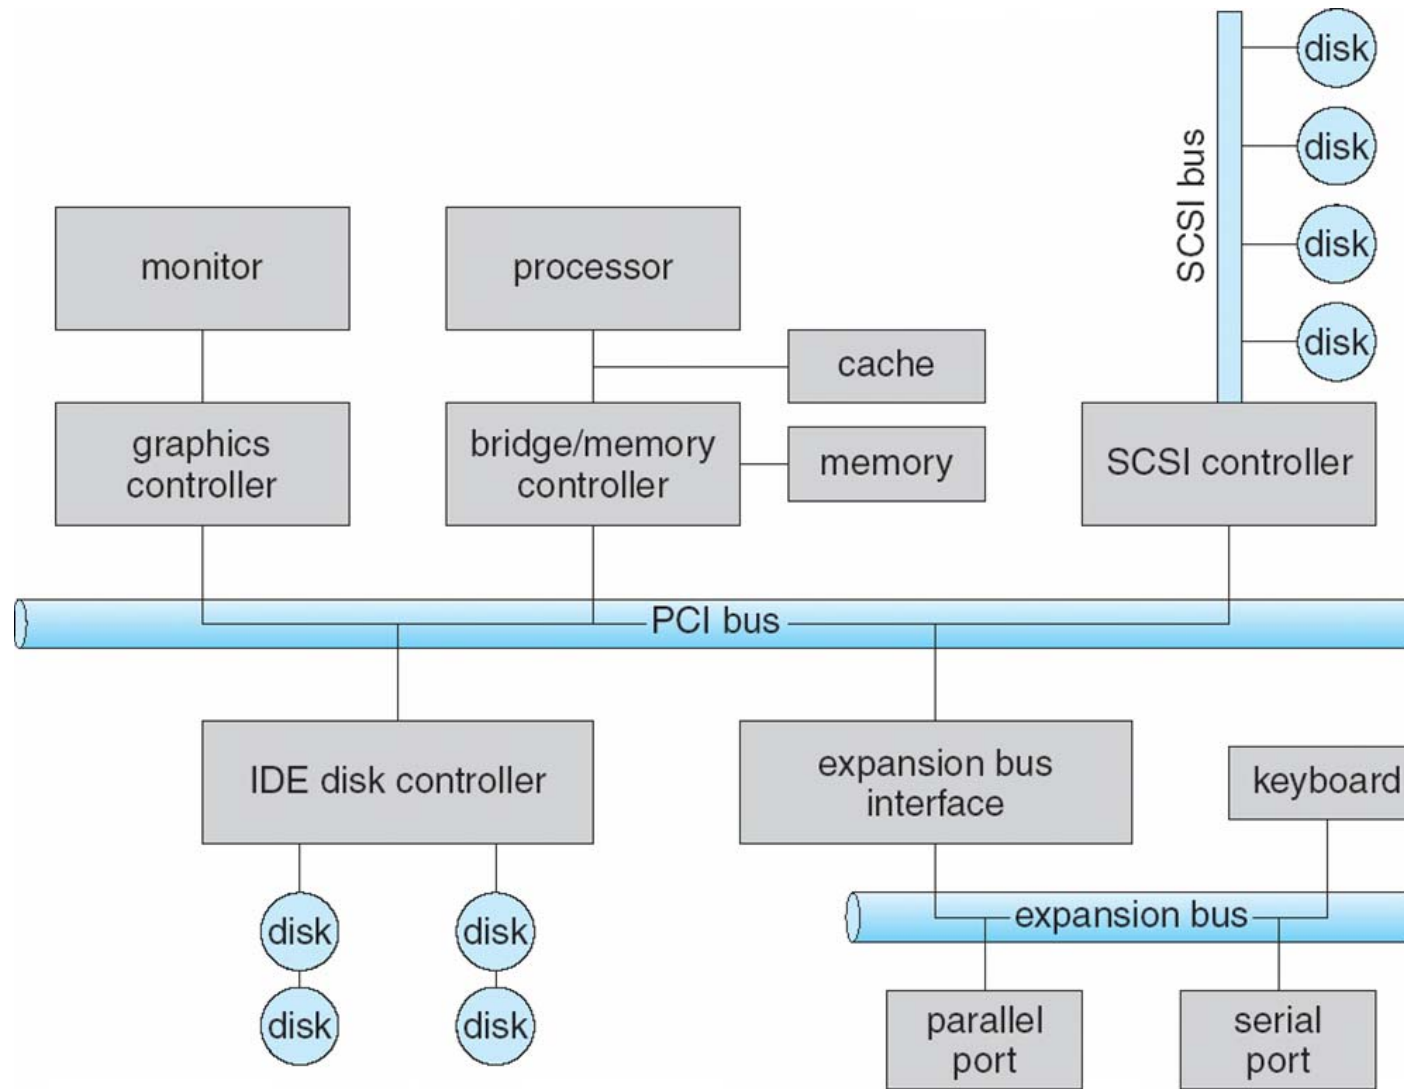 disk
disk
SCSI bus
disk
disk
monitor
processor
cache
graphics
controller
bridge/memory
controller
memory
SCSI controller
PCI bus
IDE disk controller
expansion bus
interface
keyboard
disk
disk
expansion bus
disk
disk
parallel
port
serial
port